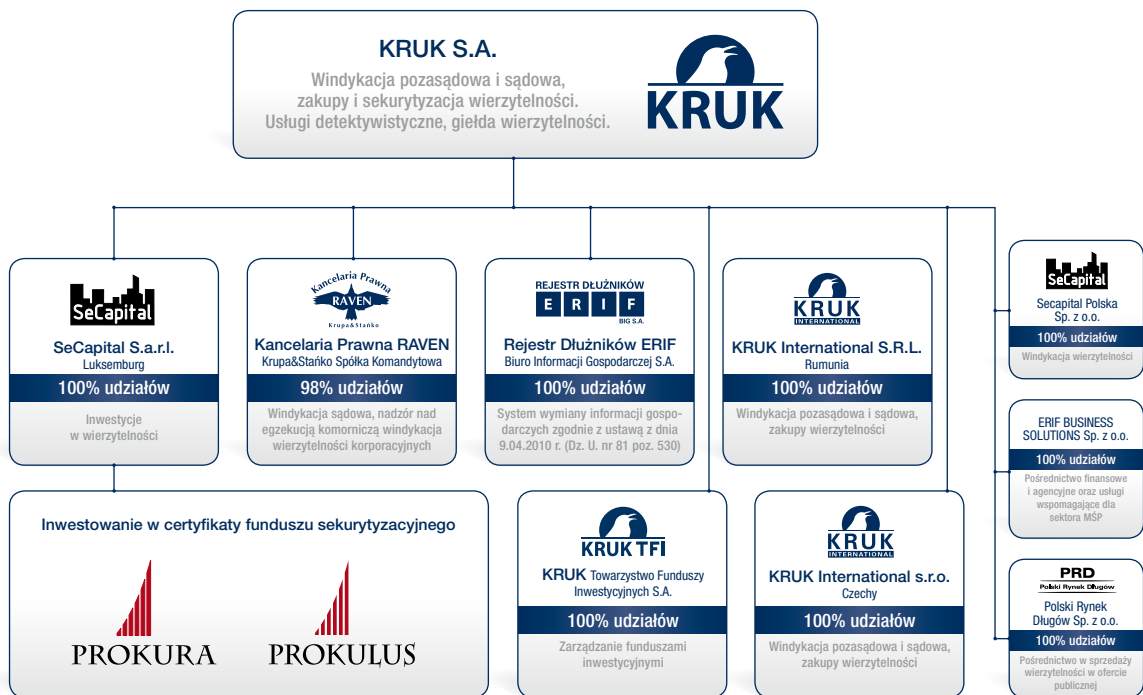 KRUK S.A.
Windykacja pozasądowa i sądowa,
zakupy i sekurytyzacja wierzytelności.
Usługi detektywistyczne, giełda wierzytelności.
KRUK
SeCapital
SeCapital S.a.r.l.
Luksemburg
100% udziałów
Inwestycje
w wierzytelności
Kancelaria Prawna
RAVEN
Krupa&Stańko
Kancelaria Prawna RAVEN
Krupa&Stańko Spółka Komandytowa
98% udziałów
Windykacja sądowa, nadzór nad
egzekucją komorniczą windykacja
wierzytelności korporacyjnych
REJESTR DŁUŻNIKÓW
ERIF
BIG S.A.
Rejestr Dłużników ERIF
Biuro Informacji Gospodarczej S.A.
100% udziałów
System wymiany informacji gospo-
darczych zgodnie z ustawą z dnia
9.04.2010 r. (Dz. U. nr 81 poz. 530)
KRUK
INTERNATIONAL
KRUK International S.R.L.
Rumunia
100% udziałów
Windykacja pozasądowa i sądowa,
zakupy wierzytelności
SeCapital
Secapital Polska
Sp. z o.o.
100% udziałów
Windykacja wierzytelności
ERIF BUSINESS
SOLUTIONS Sp. z o.o.
100% udziałów
Pośrednictwo finansowe
i agencyjne oraz usługi
wspomagające dla
sektora MŚP
PRD
Polski Rynek Długów
Polski Rynek
Długów Sp. z o.o.
100% udziałów
Pośrednictwo w sprzedaży
wierzytelności w ofercie
publicznej
Inwestowanie w certyfikaty funduszu sekurytyzacyjnego
PROKURA
PROKULUS
KRUK TFI
KRUK Towarzystwo Funduszy
Inwestycyjnych S.A.
100% udziałów
Zarządzanie funduszami
inwestycyjnymi
KRUK
INTERNATIONAL
KRUK International s.r.o.
Czechy
100% udziałów
Windykacja pozasądowa i sądowa,
zakupy wierzytelności